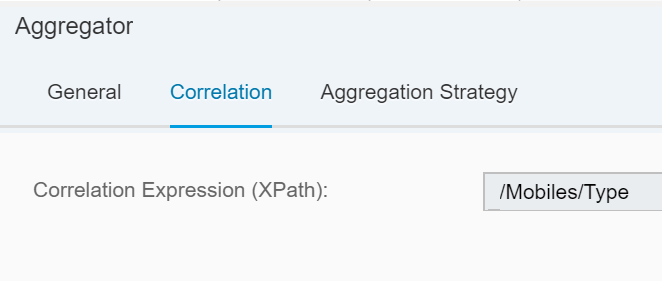 Aggregator
General Correlation Aggregation Strategy
Correlation Expression (XPath): /Mobiles/Type